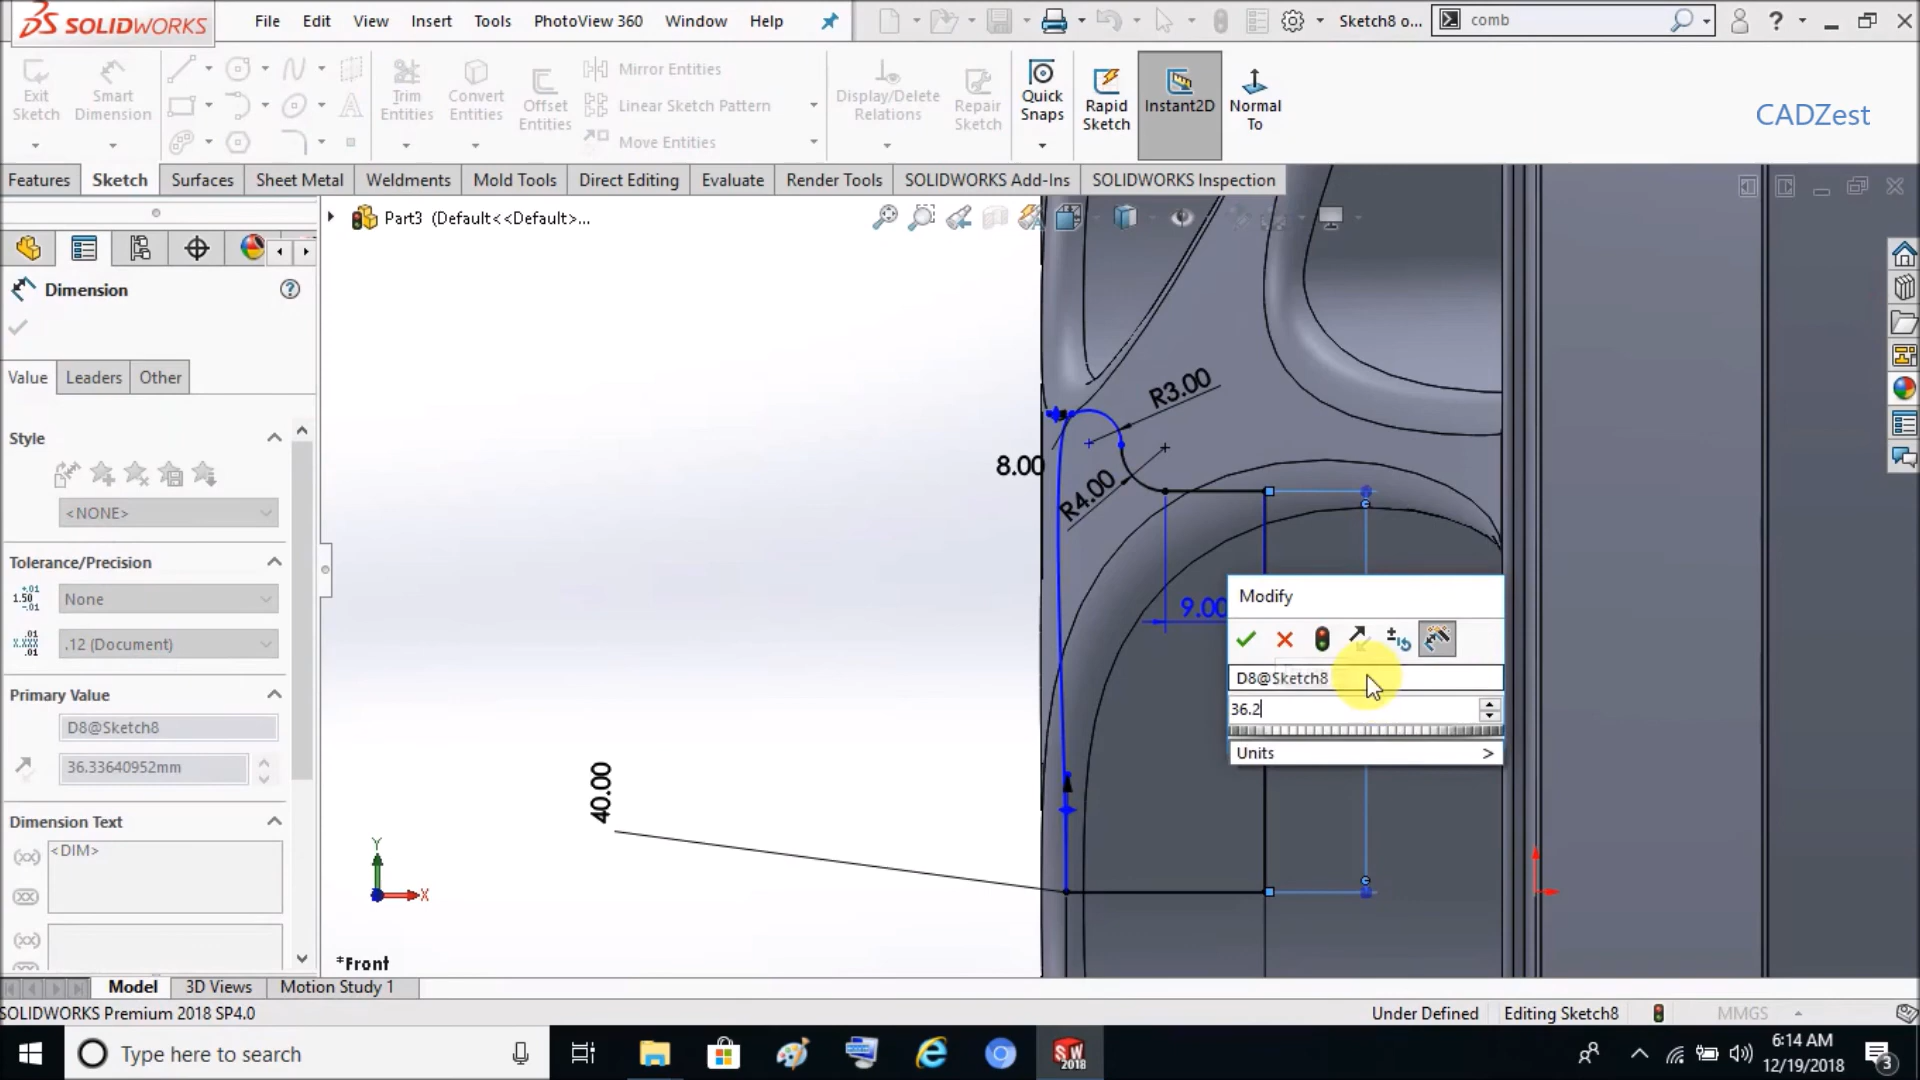 SOLIDWORKS
File
Edit
View
Insert
Tools
PhotoView 360
Window
Help
Sketch8 o...
comb
?
Exit
Sketch
Smart
Dimension
Trim
Entities
Convert
Entities
Offset
Entities
Mirror Entities
Linear Sketch Pattern
Move Entities
Display/Delete
Relations
Repair
Sketch
Quick
Snaps
Rapid
Sketch
Instant2D
Normal
To
CADZest
Features
Sketch
Surfaces
Sheet Metal
Weldments
Mold Tools
Direct Editing
Evaluate
Render Tools
SOLIDWORKS Add-Ins
SOLIDWORKS Inspection
Part3 (Default<<Default>...
Dimension
?
Value
Leaders
Other
Style
<NONE>
Tolerance/Precision
None
.12 (Document)
Primary Value
D8@Sketch8
36.33640952mm
Dimension Text
<DIM>
R3.00
8.00
R4.00
9.00
40.00
Modify
D8@Sketch8
36.2
Units >
Y
X
*Front
Model
3D Views
Motion Study 1
SOLIDWORKS Premium 2018 SP4.0
Under Defined
Editing Sketch8
MMGS
Type here to search
SW
2018
6:14 AM
12/19/2018
3